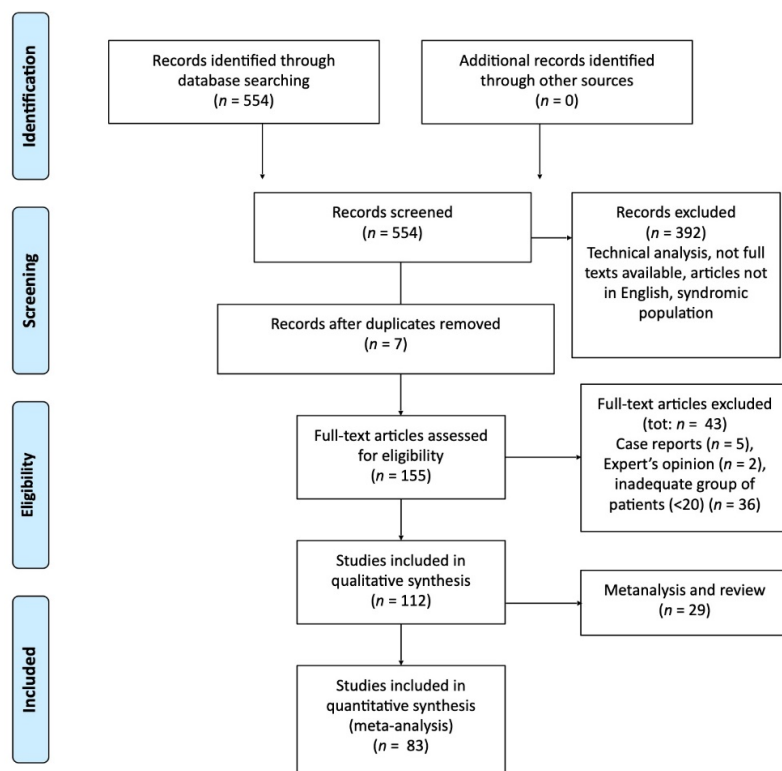 Identification
Records identified through
database searching
(n = 554)
Additional records identified
through other sources
(n = 0)
Screening
Records screened
(n = 554)
Records excluded
(n = 392)
Technical analysis, not full
texts available, articles not
in English, syndromic
population
Records after duplicates removed
(n = 7)
Eligibility
Full-text articles assessed
for eligibility
(n = 155)
Full-text articles excluded
(tot: n = 43)
Case reports (n = 5),
Expert’s opinion (n = 2),
inadequate group of
patients (<20) (n = 36)
Studies included in
qualitative synthesis
(n = 112)
Metanalysis and review
(n = 29)
Included
Studies included in
quantitative synthesis
(meta-analysis)
(n = 83)